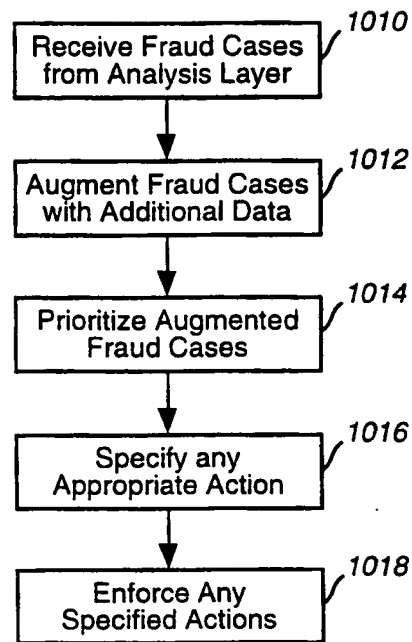 1010
Receive Fraud Cases
from Analysis Layer
1012
Augment Fraud Cases
with Additional Data
1014
Prioritize Augmented
Fraud Cases
1016
Specify any
Appropriate Action
1018
Enforce Any
Specified Actions